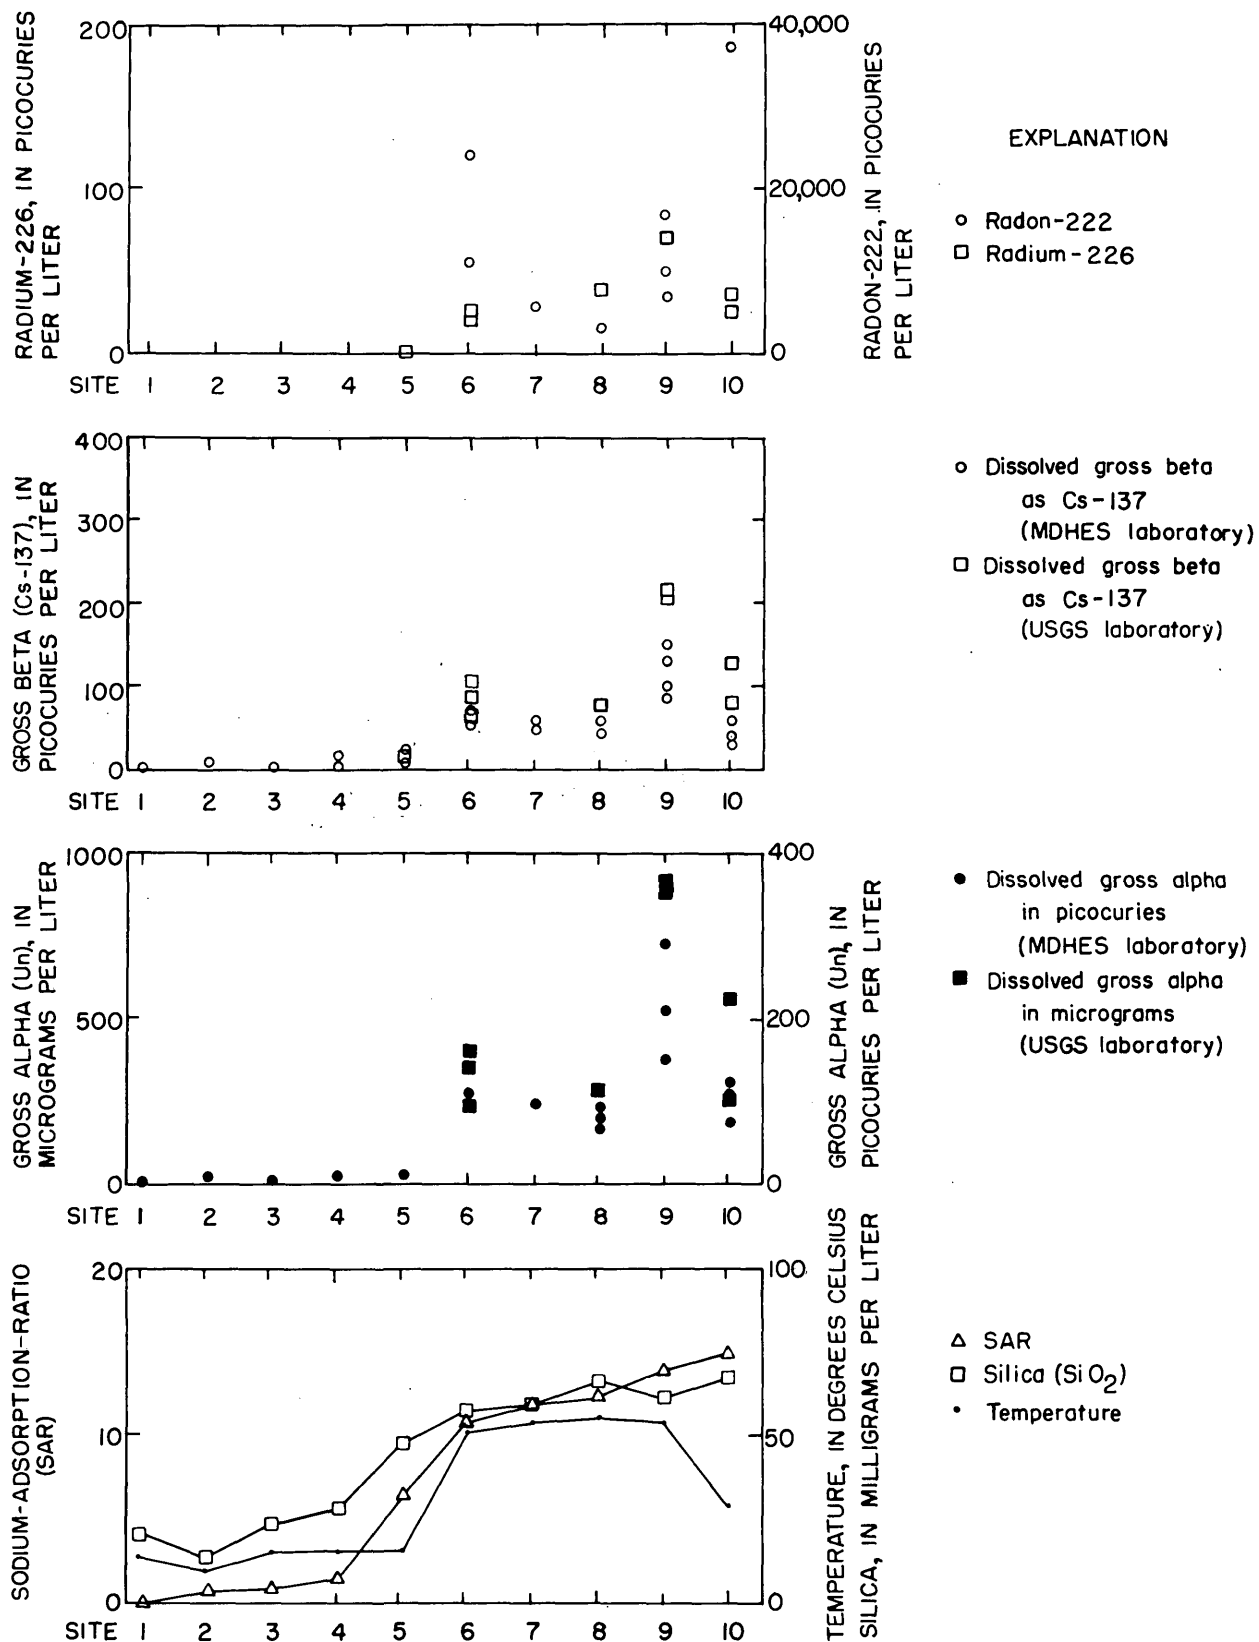 RADIUM-226, IN PICOCURIES
PER LITER
200
100
0
40,000
20,000
0
RADON-222, IN PICOCURIES
PER LITER
SITE 1 2 3 4 5 6 7 8 9 10
EXPLANATION
Radon-222
Radium-226
GROSS BETA (Cs-137), IN
PICOCURIES PER LITER
400
300
200
100
0
SITE 1 2 3 4 5 6 7 8 9 10
Dissolved gross beta
as Cs-137
(MDHES laboratory)
Dissolved gross beta
as Cs-137
(USGS laboratory)
GROSS ALPHA (Un), IN
MICROGRAMS PER LITER
1000
500
0
400
200
0
GROSS ALPHA (Un), IN
PICOCURIES PER LITER
SITE 1 2 3 4 5 6 7 8 9 10
Dissolved gross alpha
in picocuries
(MDHES laboratory)
Dissolved gross alpha
in micrograms
(USGS laboratory)
SODIUM-ADSORPTION-RATIO
(SAR)
20
10
0
100
50
0
TEMPERATURE, IN DEGREES CELSIUS
SILICA, IN MILLIGRAMS PER LITER
SITE 1 2 3 4 5 6 7 8 9 10
SAR
Silica (SiO2)
Temperature